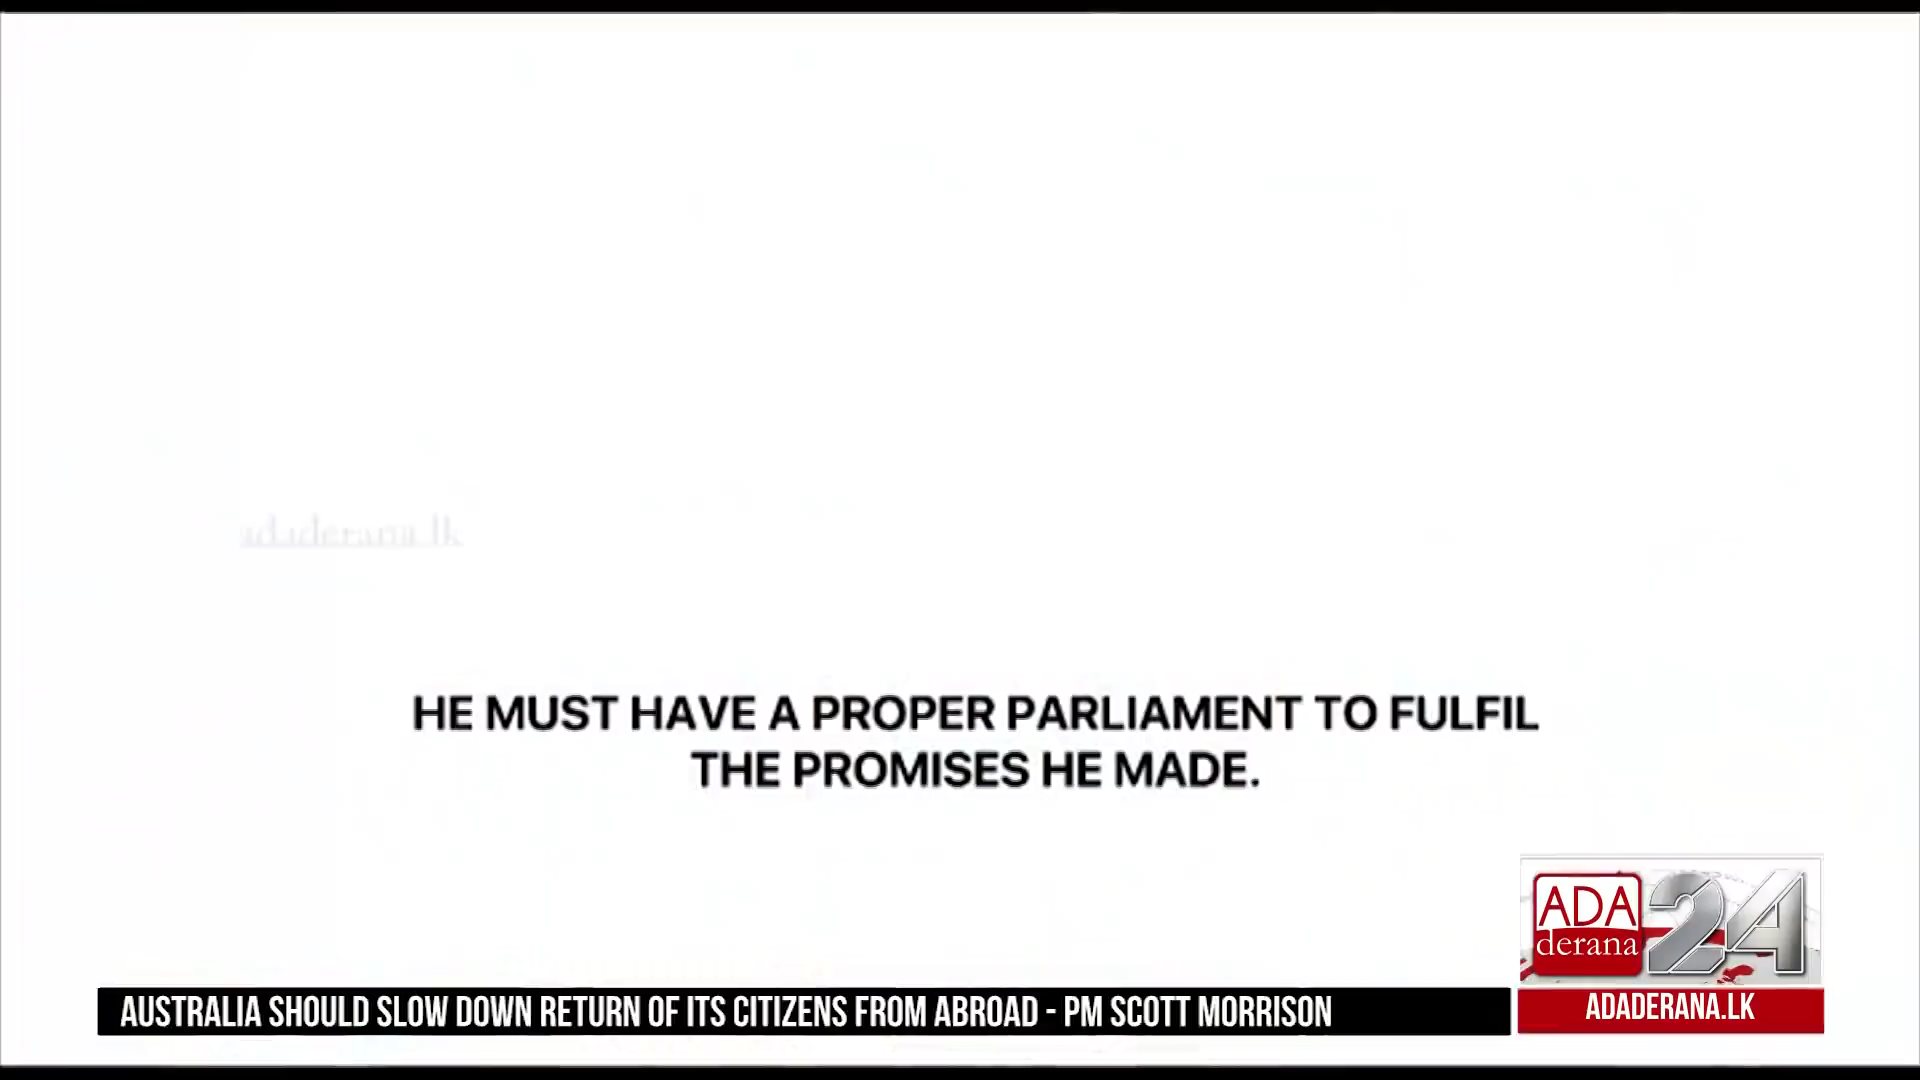 adaderana.lk
HE MUST HAVE A PROPER PARLIAMENT TO FULFIL
THE PROMISES HE MADE.
ADA
derana
24
AUSTRALIA SHOULD SLOW DOWN RETURN OF ITS CITIZENS FROM ABROAD - PM SCOTT MORRISON
ADADERANA.LK